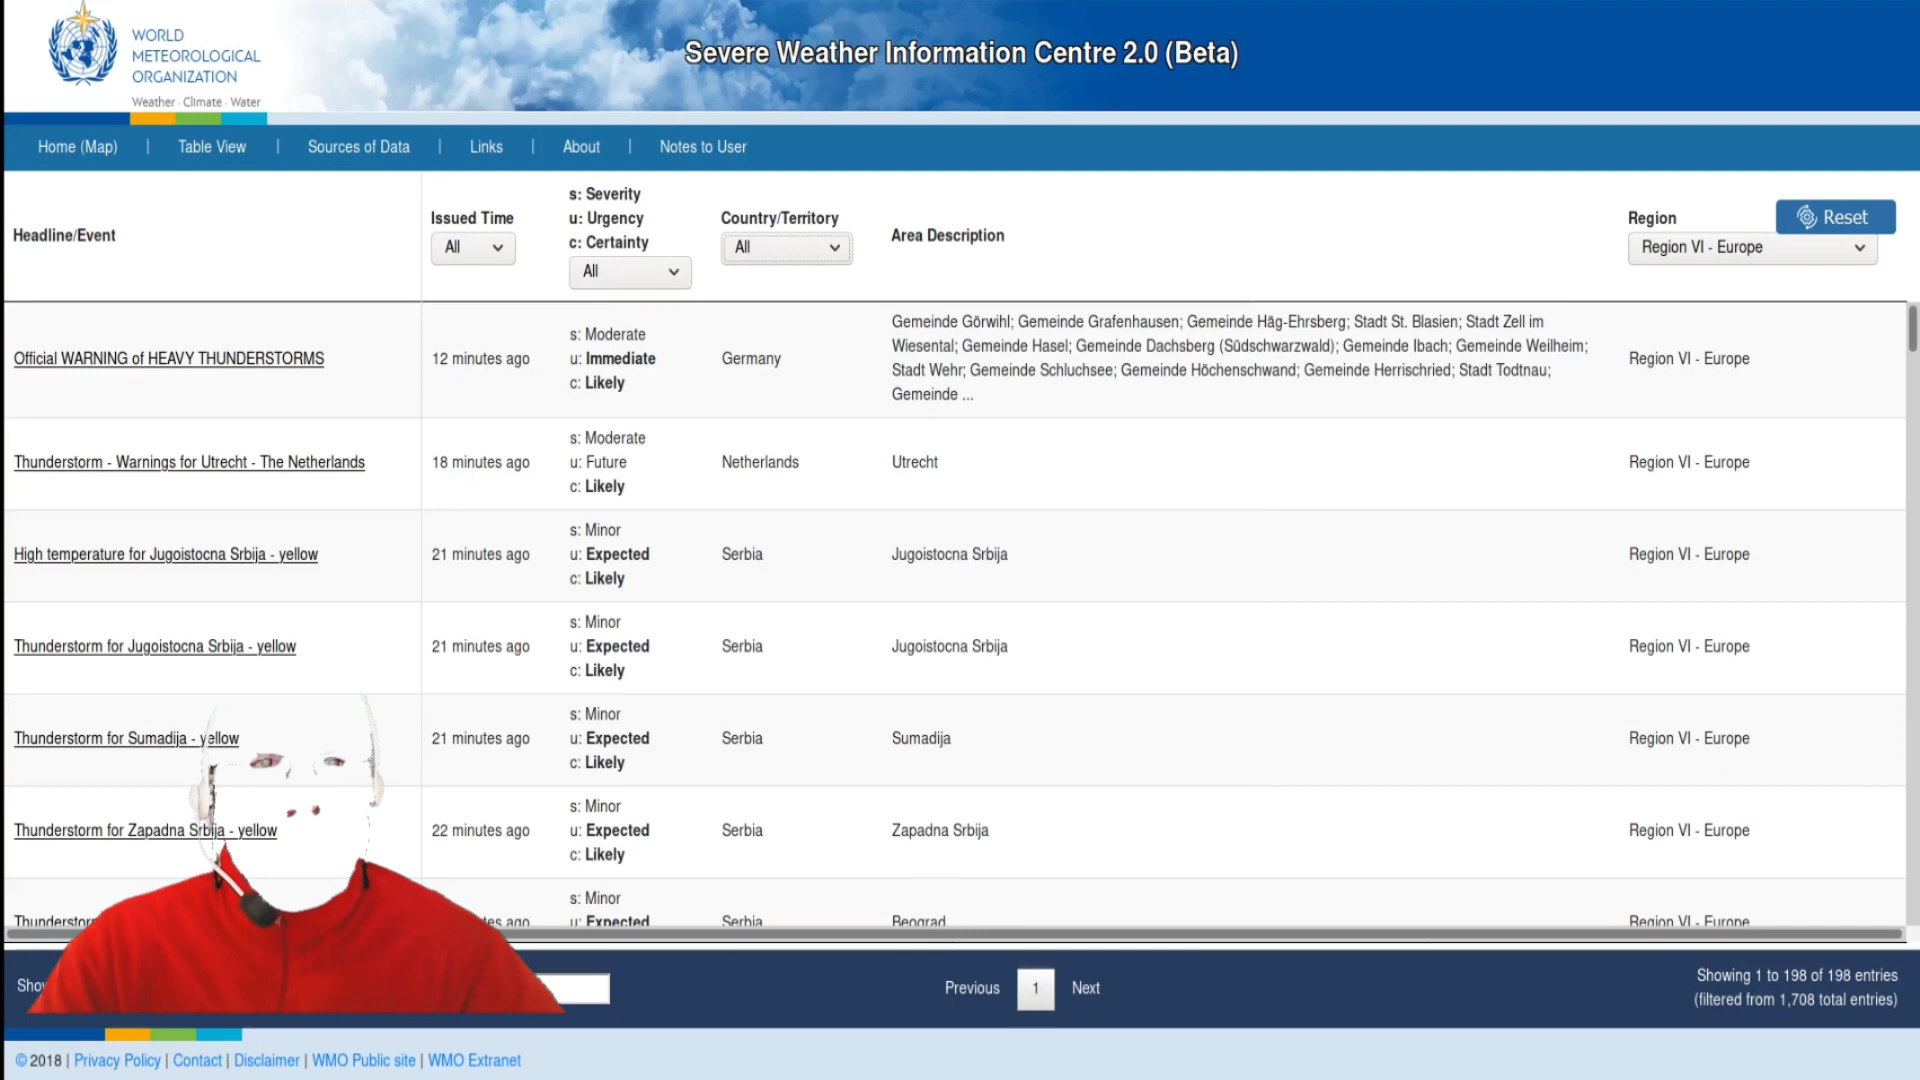 WORLD
METEOROLOGICAL
ORGANIZATION
Weather · Climate · Water
Severe Weather Information Centre 2.0 (Beta)
Home (Map) | Table View | Sources of Data | Links | About | Notes to User
Headline/Event
Issued Time
All
s: Severity
u: Urgency
c: Certainty
All
Country/Territory
All
Area Description
Region
Region VI - Europe
Reset
Official WARNING of HEAVY THUNDERSTORMS
12 minutes ago
s: Moderate
u: Immediate
c: Likely
Germany
Gemeinde Görwihl; Gemeinde Grafenhausen; Gemeinde Häg-Ehrsberg; Stadt St. Blasien; Stadt Zell im
Wiesental; Gemeinde Hasel; Gemeinde Dachsberg (Südschwarzwald); Gemeinde Ibach; Gemeinde Weilheim;
Stadt Wehr; Gemeinde Schluchsee; Gemeinde Höchenschwand; Gemeinde Herrischried; Stadt Todtnau;
Gemeinde ...
Region VI - Europe
Thunderstorm - Warnings for Utrecht - The Netherlands
18 minutes ago
s: Moderate
u: Future
c: Likely
Netherlands
Utrecht
Region VI - Europe
High temperature for Jugoistocna Srbija - yellow
21 minutes ago
s: Minor
u: Expected
c: Likely
Serbia
Jugoistocna Srbija
Region VI - Europe
Thunderstorm for Jugoistocna Srbija - yellow
21 minutes ago
s: Minor
u: Expected
c: Likely
Serbia
Jugoistocna Srbija
Region VI - Europe
Thunderstorm for Sumadija - yellow
21 minutes ago
s: Minor
u: Expected
c: Likely
Serbia
Sumadija
Region VI - Europe
Thunderstorm for Zapadna Srbija - yellow
22 minutes ago
s: Minor
u: Expected
c: Likely
Serbia
Zapadna Srbija
Region VI - Europe
ago
s: Minor
u: Expected
Serbia
Beograd
Region VI - Europe
Previous 1 Next
Showing 1 to 198 of 198 entries
(filtered from 1,708 total entries)
© 2018 | Privacy Policy | Contact | Disclaimer | WMO Public site | WMO Extranet